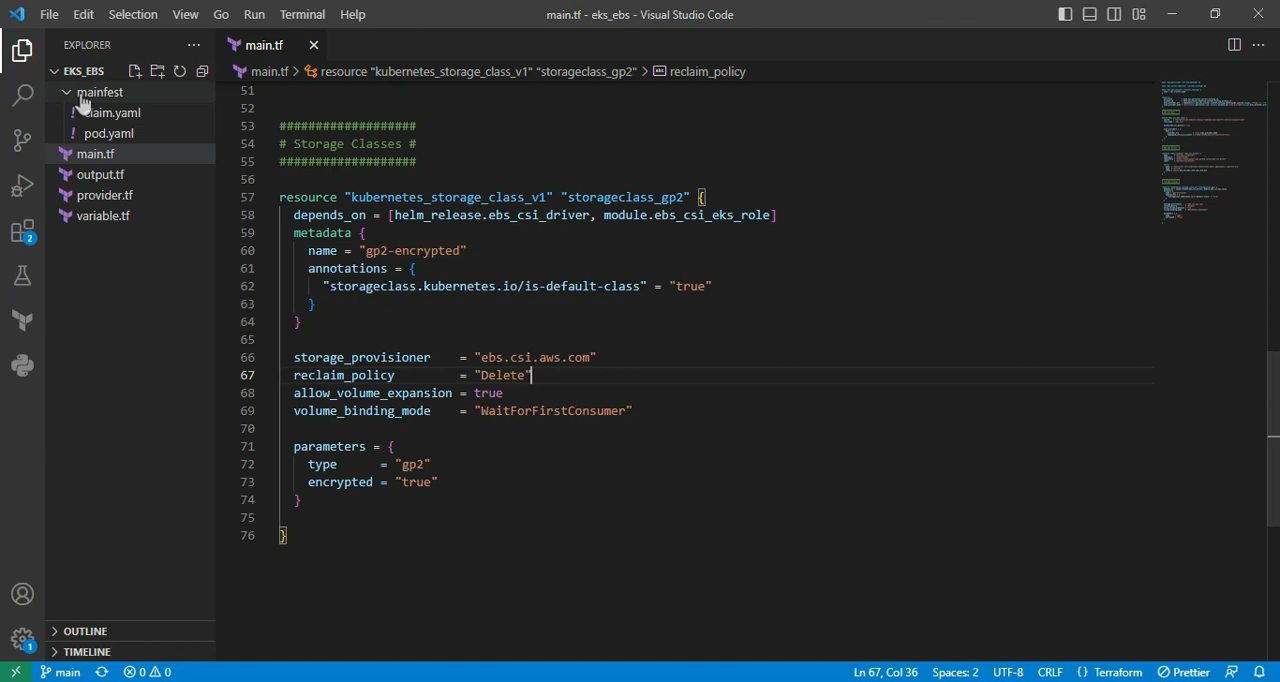 File Edit Selection View Go Run Terminal Help
main.tf - eks_ebs - Visual Studio Code
EXPLORER
EKS_EBS
mainfest
! claim.yaml
! pod.yaml
main.tf
output.tf
provider.tf
variable.tf
2
OUTLINE
TIMELINE
1
main.tf
main.tf > resource "kubernetes_storage_class_v1" "storageclass_gp2" > reclaim_policy
51
52
53 ###################
54 # Storage Classes #
55 ###################
56
57 resource "kubernetes_storage_class_v1" "storageclass_gp2" {
58 depends_on = [helm_release.ebs_csi_driver, module.ebs_csi_eks_role]
59 metadata {
60 name = "gp2-encrypted"
61 annotations = {
62 "storageclass.kubernetes.io/is-default-class" = "true"
63 }
64 }
65
66 storage_provisioner = "ebs.csi.aws.com"
67 reclaim_policy = "Delete"
68 allow_volume_expansion = true
69 volume_binding_mode = "WaitForFirstConsumer"
70
71 parameters = {
72 type = "gp2"
73 encrypted = "true"
74 }
75
76 }
main 0 0 Ln 67, Col 36 Spaces: 2 UTF-8 CRLF {} Terraform Prettier